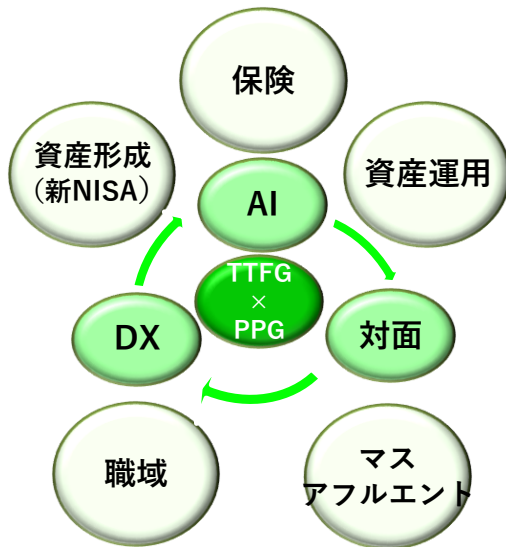 保険
資産形成
（新NISA）
資産運用
AI
TTFG
×
PPG
DX
対面
職域
マス
アフルエント